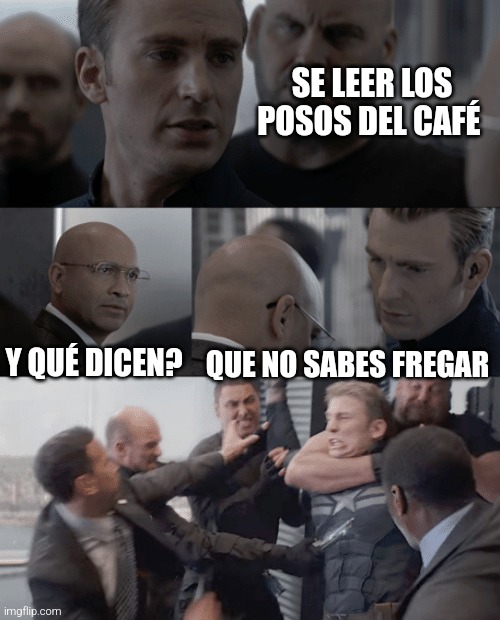 SE LEER LOS
POSOS DEL CAFÉ
Y QUÉ DICEN?
QUE NO SABES FREGAR
imgflip.com